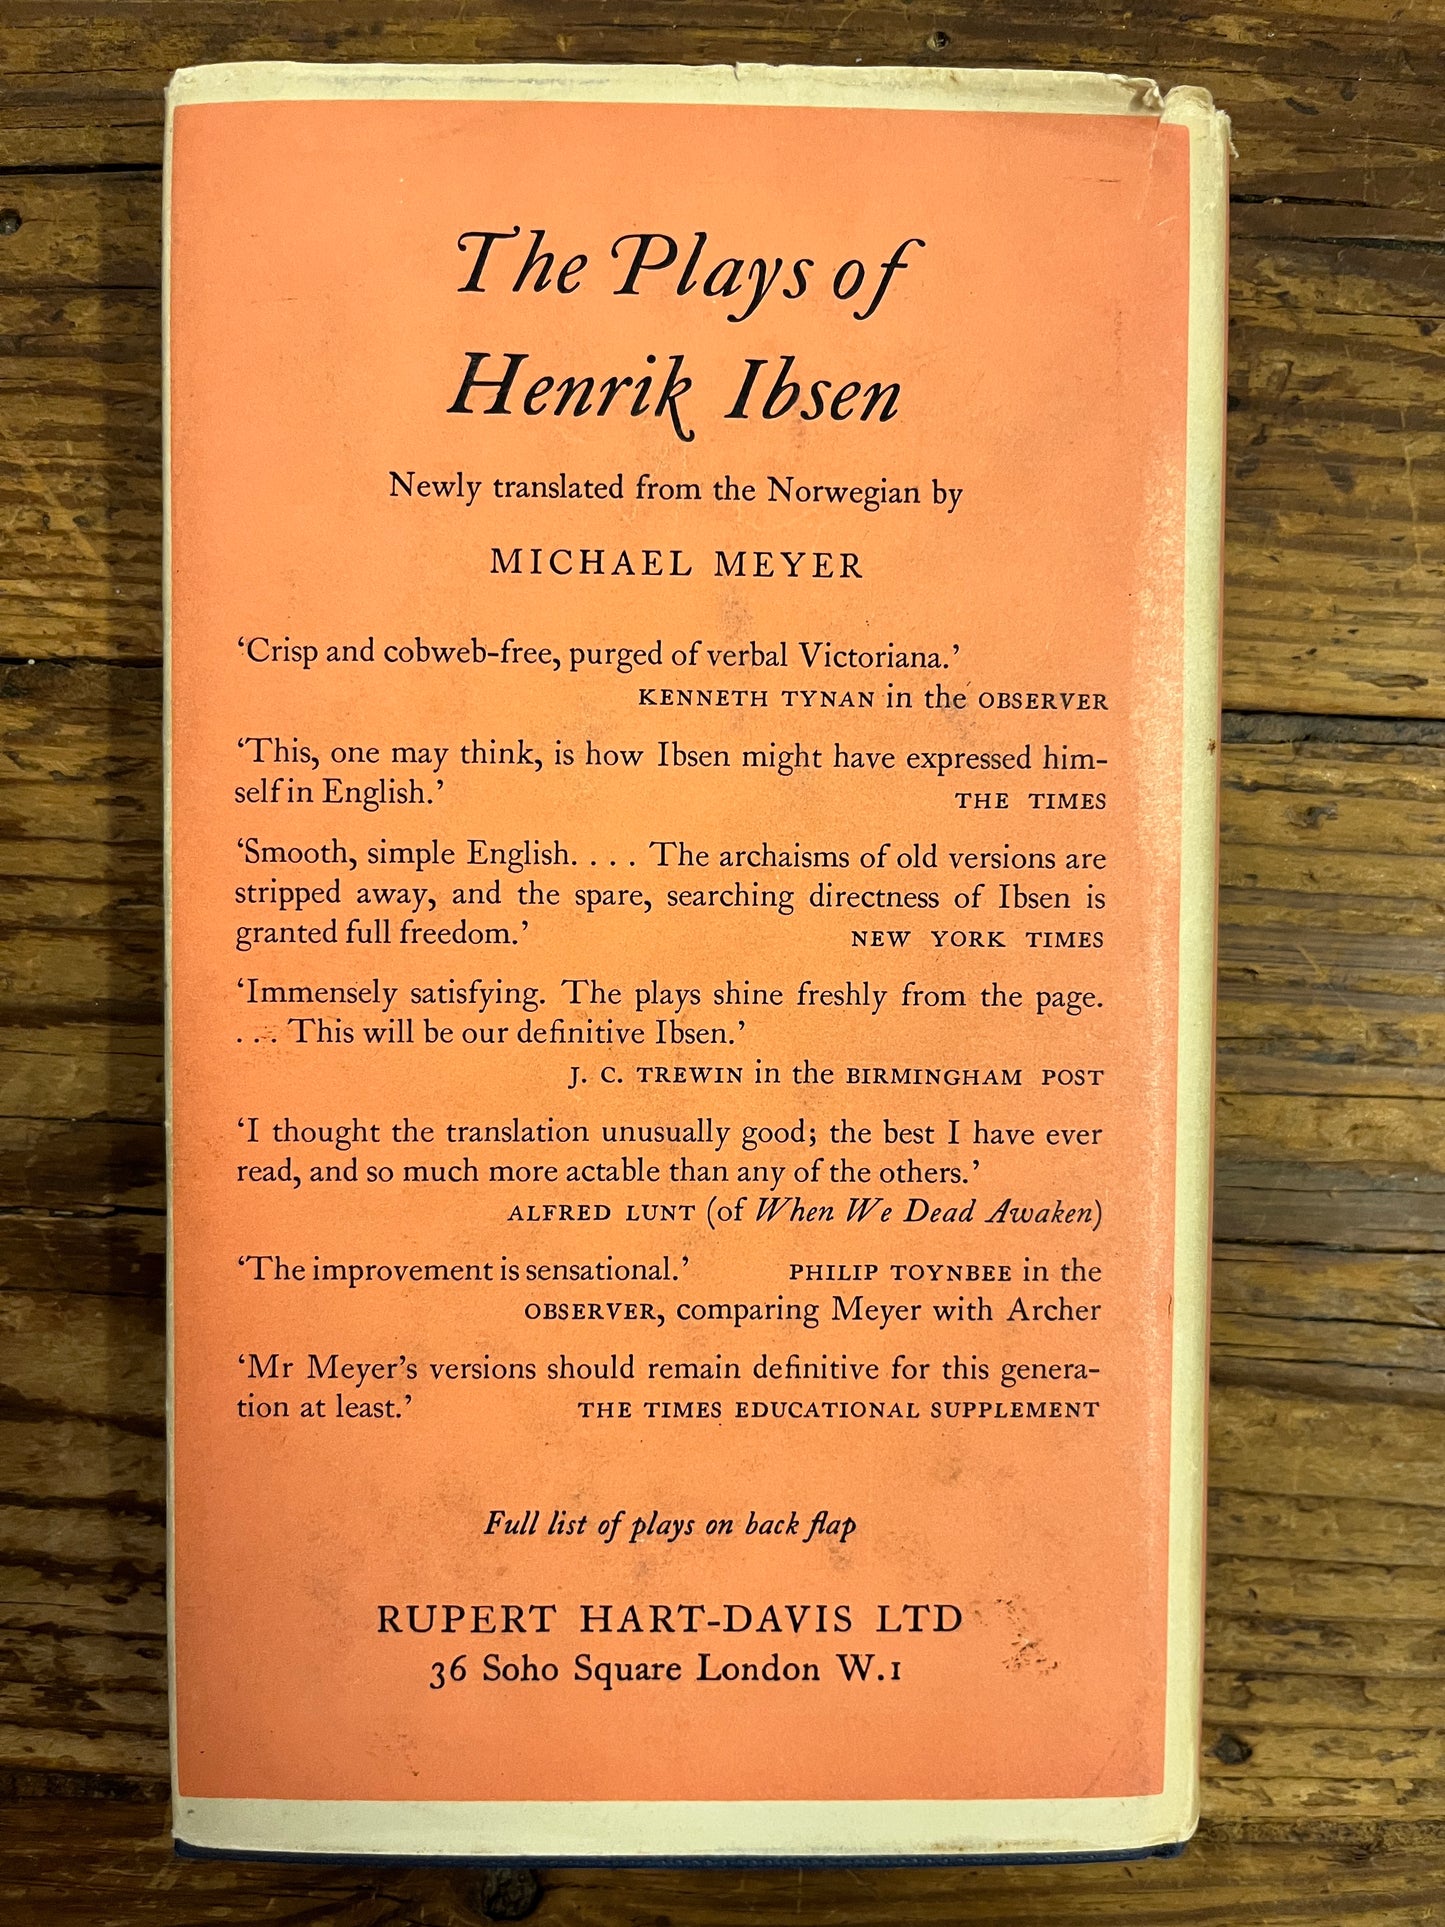 The Plays of
Henrik Ibsen
Newly translated from the Norwegian by
MICHAEL MEYER
‘Crisp and cobweb-free, purged of verbal Victoriana.’
KENNETH TYNAN in the OBSERVER
‘This, one may think, is how Ibsen might have expressed him-
self in English.’ THE TIMES
‘Smooth, simple English. . . . The archaisms of old versions are
stripped away, and the spare, searching directness of Ibsen is
granted full freedom.’ NEW YORK TIMES
‘Immensely satisfying. The plays shine freshly from the page.
. . . This will be our definitive Ibsen.’
J. C. TREWIN in the BIRMINGHAM POST
‘I thought the translation unusually good; the best I have ever
read, and so much more actable than any of the others.’
ALFRED LUNT (of When We Dead Awaken)
‘The improvement is sensational.’ PHILIP TOYNBEE in the
OBSERVER, comparing Meyer with Archer
‘Mr Meyer’s versions should remain definitive for this genera-
tion at least.’ THE TIMES EDUCATIONAL SUPPLEMENT
Full list of plays on back flap
RUPERT HART-DAVIS LTD
36 Soho Square London W.1